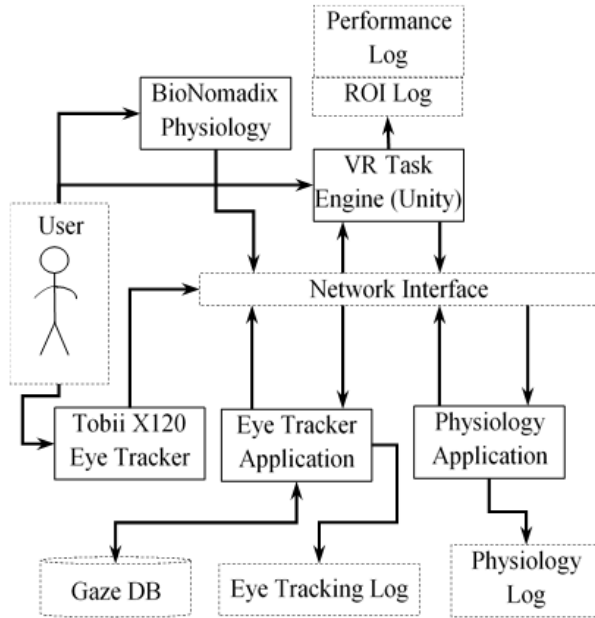 Performance
Log
ROI Log
BioNomadix
Physiology
VR Task
Engine (Unity)
User
Network Interface
Tobii X120
Eye Tracker
Eye Tracker
Application
Physiology
Application
Gaze DB
Eye Tracking Log
Physiology
Log